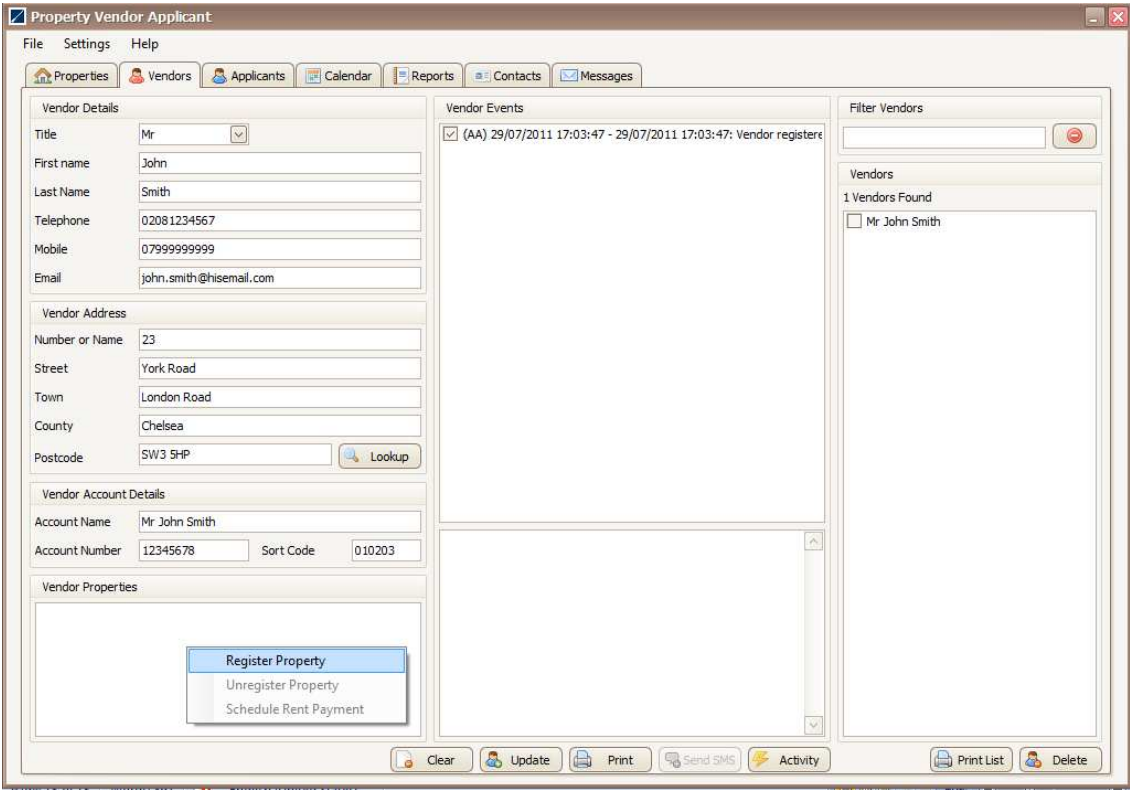 Property Vendor Applicant
File Settings Help
Properties Vendors Applicants Calendar Reports Contacts Messages
Vendor Details
Title Mr
First name John
Last Name Smith
Telephone 02081234567
Mobile 07999999999
Email john.smith@hisemail.com
Vendor Address
Number or Name 23
Street York Road
Town London Road
County Chelsea
Postcode SW3 5HP Lookup
Vendor Account Details
Account Name Mr John Smith
Account Number 12345678 Sort Code 010203
Vendor Properties
Register Property
Unregister Property
Schedule Rent Payment
Vendor Events
(AA) 29/07/2011 17:03:47 - 29/07/2011 17:03:47: Vendor registere
Filter Vendors
Vendors
1 Vendors Found
Mr John Smith
Clear Update Print Send SMS Activity Print List Delete